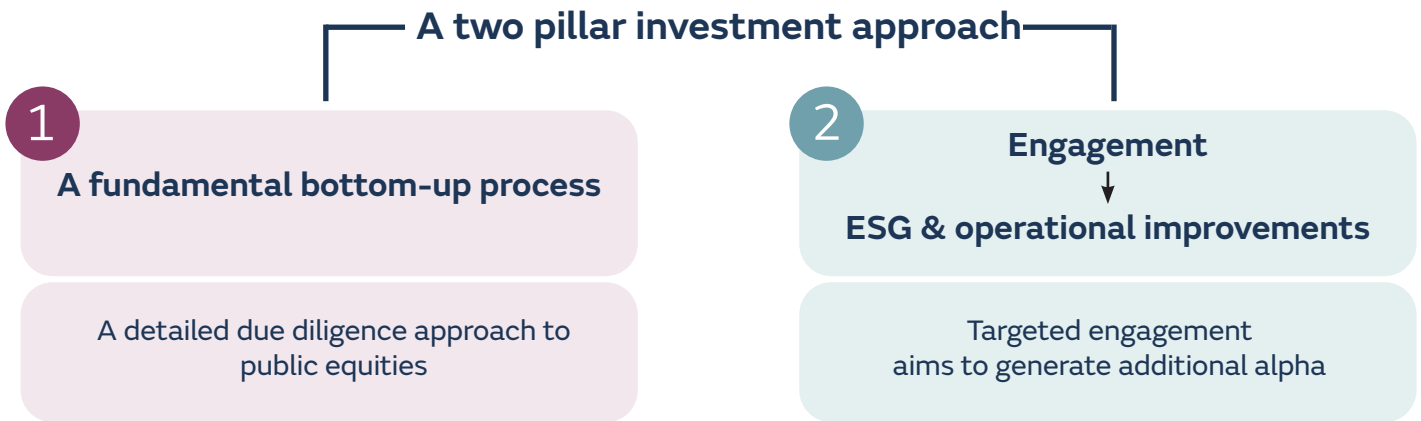 A two pillar investment approach
1
A fundamental bottom-up process
A detailed due diligence approach to
public equities
2
Engagement
ESG & operational improvements
Targeted engagement
aims to generate additional alpha